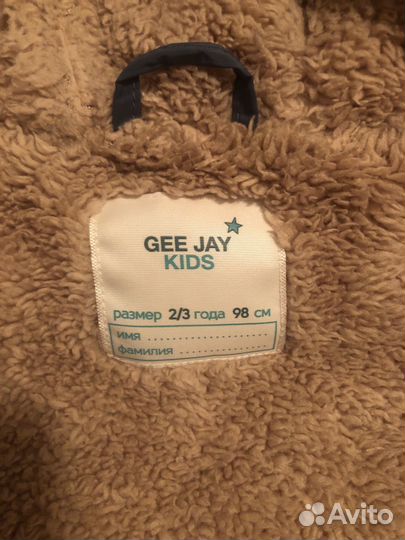 GEE JAY
KIDS
размер 2/3 года 98 см
имя ....................
фамилия ...............
Avito